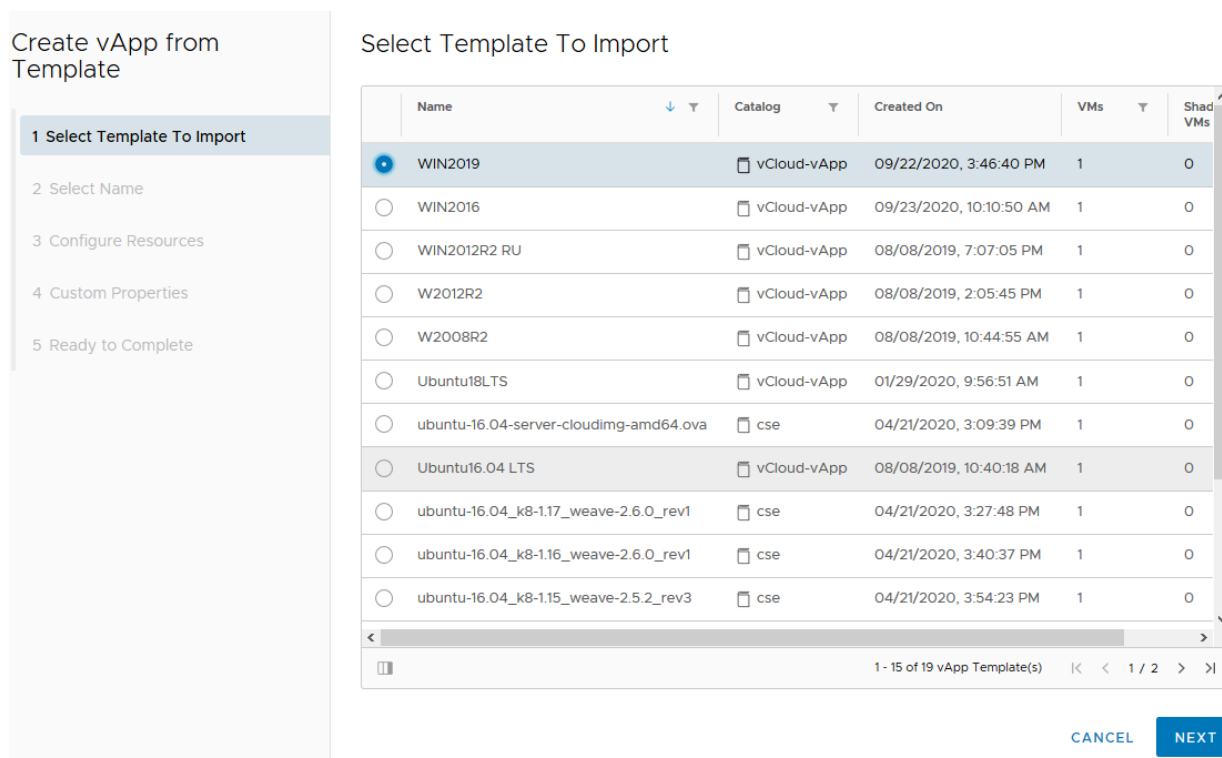 Create vApp from
Template
1 Select Template To Import
2 Select Name
3 Configure Resources
4 Custom Properties
5 Ready to Complete
Select Template To Import
Name Catalog Created On VMs Shad
VMs
WIN2019 vCloud-vApp 09/22/2020, 3:46:40 PM 1 0
WIN2016 vCloud-vApp 09/23/2020, 10:10:50 AM 1 0
WIN2012R2 RU vCloud-vApp 08/08/2019, 7:07:05 PM 1 0
W2012R2 vCloud-vApp 08/08/2019, 2:05:45 PM 1 0
W2008R2 vCloud-vApp 08/08/2019, 10:44:55 AM 1 0
Ubuntu18LTS vCloud-vApp 01/29/2020, 9:56:51 AM 1 0
ubuntu-16.04-server-cloudimg-amd64.ova cse 04/21/2020, 3:09:39 PM 1 0
Ubuntu16.04 LTS vCloud-vApp 08/08/2019, 10:40:18 AM 1 0
ubuntu-16.04_k8-1.17_weave-2.6.0_rev1 cse 04/21/2020, 3:27:48 PM 1 0
ubuntu-16.04_k8-1.16_weave-2.6.0_rev1 cse 04/21/2020, 3:40:37 PM 1 0
ubuntu-16.04_k8-1.15_weave-2.5.2_rev3 cse 04/21/2020, 3:54:23 PM 1 0
1 - 15 of 19 vApp Template(s) 1 / 2
CANCEL NEXT